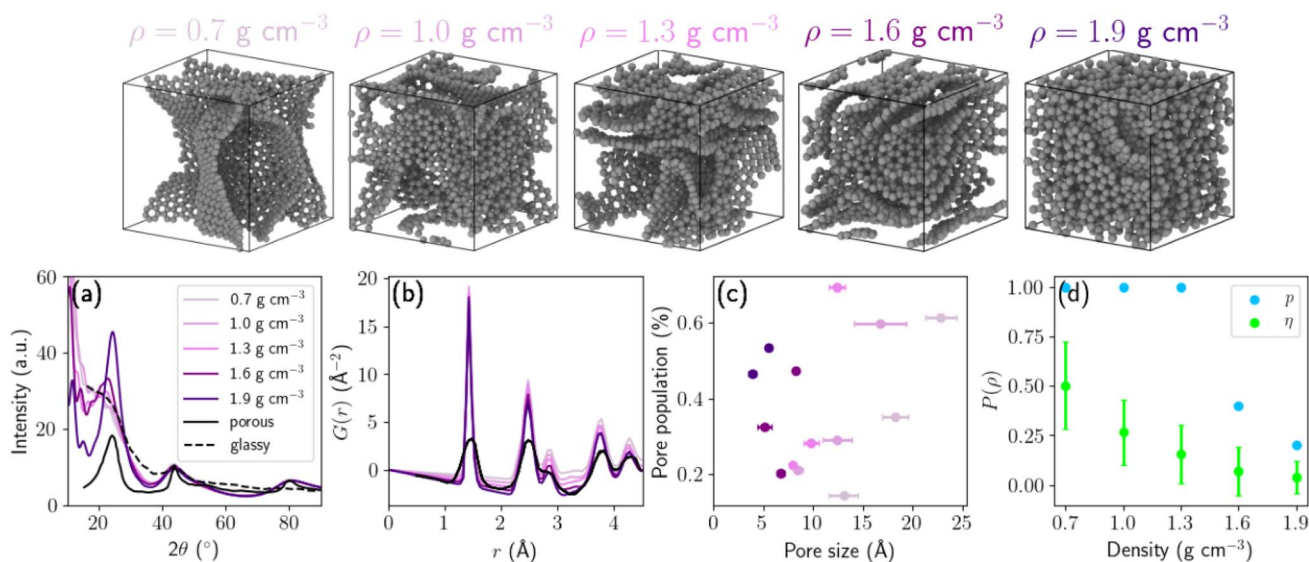 ρ = 0.7 g cm⁻³ ρ = 1.0 g cm⁻³ ρ = 1.3 g cm⁻³ ρ = 1.6 g cm⁻³ ρ = 1.9 g cm⁻³
(a)
60
50
40
30
20
10
0
Intensity (a.u.)
0.7 g cm⁻³
1.0 g cm⁻³
1.3 g cm⁻³
1.6 g cm⁻³
1.9 g cm⁻³
porous
glassy
20 40 60 80
2θ (°)
(b)
20
15
10
5
0
G(r) (Å⁻²)
0 1 2 3 4
r (Å)
(c)
0.6
0.4
0.2
Pore population (%)
0 5 10 15 20 25
Pore size (Å)
(d)
1.00
0.75
0.50
0.25
0.00
P(ρ)
p
η
0.7 1.0 1.3 1.6 1.9
Density (g cm⁻³)